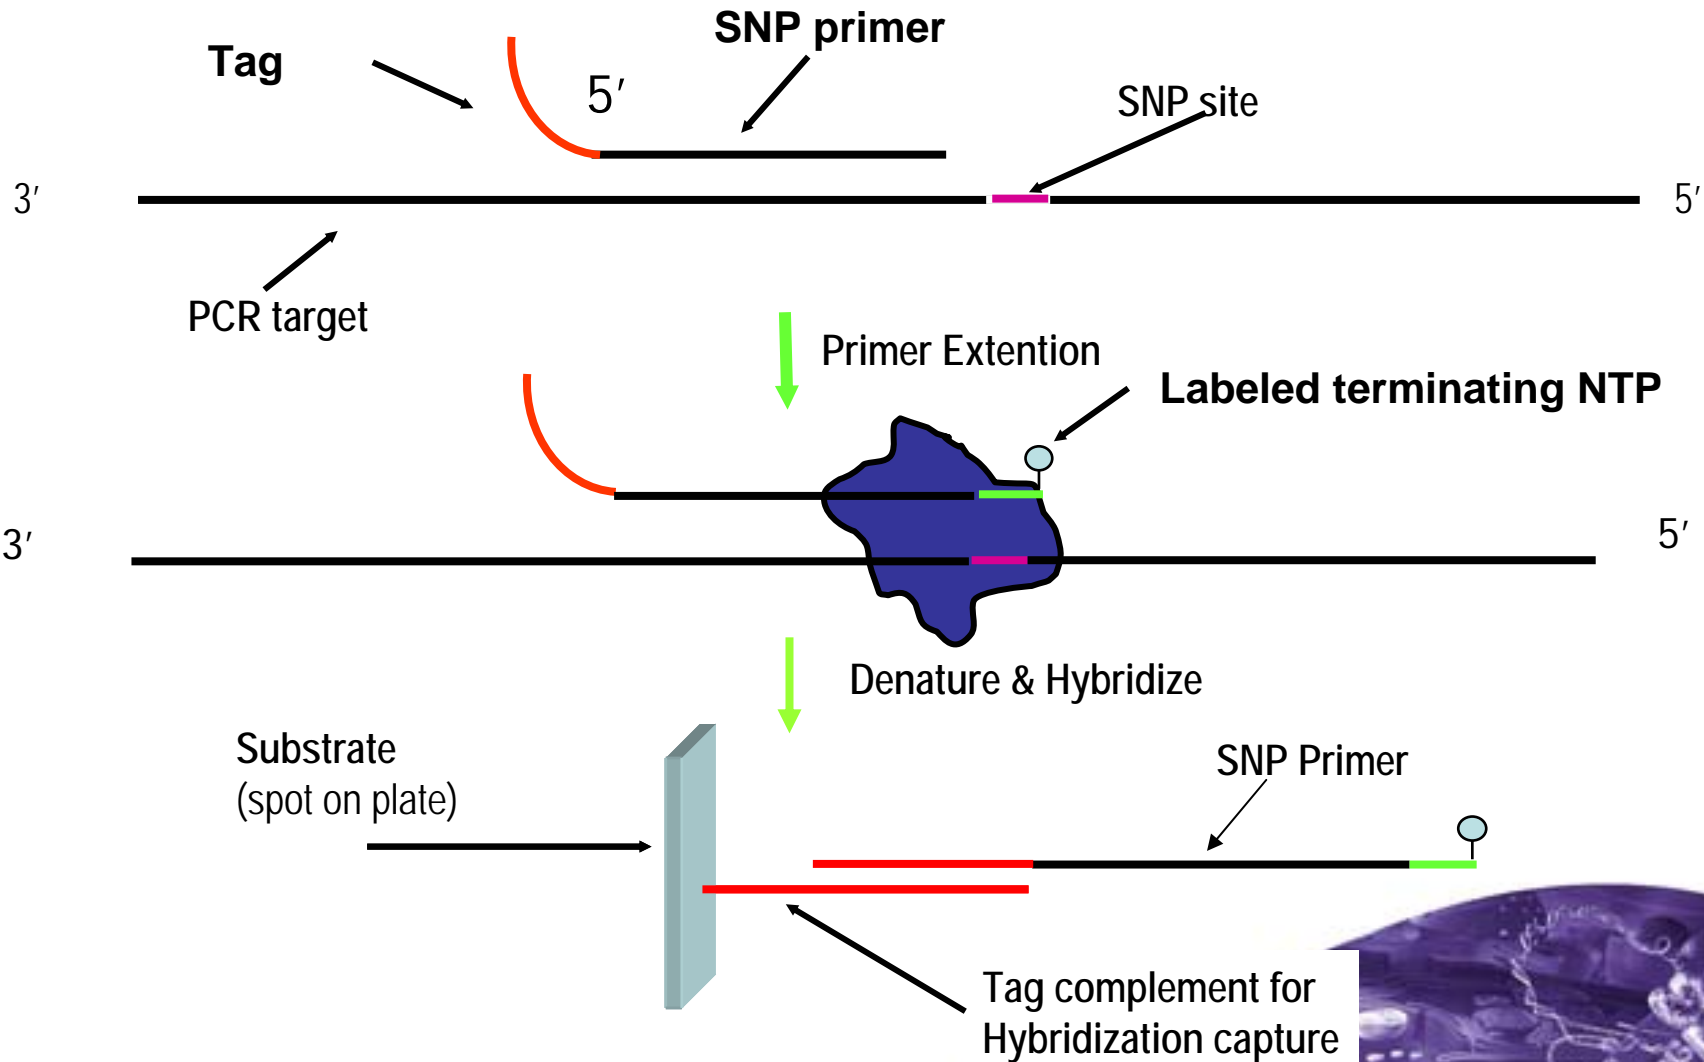 SNP primer
Tag
5′
SNP site
3′
5′
PCR target
Primer Extention
Labeled terminating NTP
3′
5′
Denature & Hybridize
Substrate
(spot on plate)
SNP Primer
Tag complement for
Hybridization capture